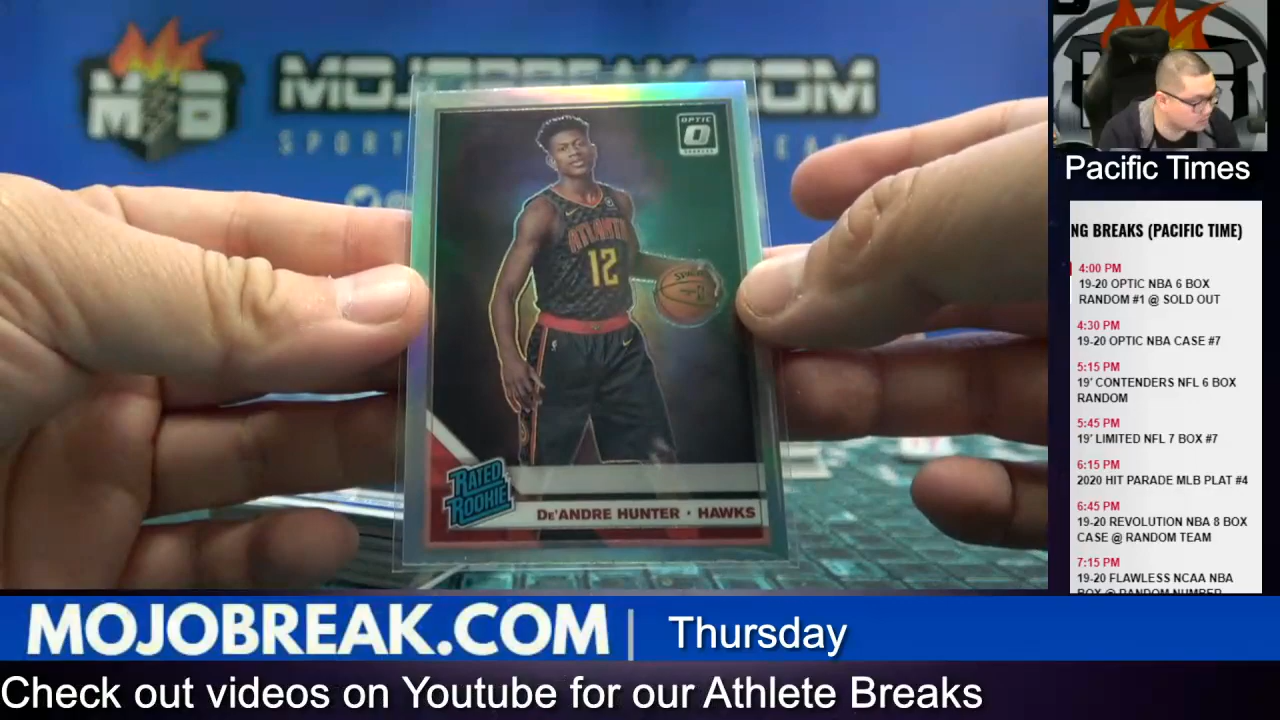 MOJOBREAK.COM
OPTIC
ATLANTA
12
SPALDING
RATED
ROOKIE
DE'ANDRE HUNTER · HAWKS
Pacific Times
NG BREAKS (PACIFIC TIME)
4:00 PM
19-20 OPTIC NBA 6 BOX
RANDOM #1 @ SOLD OUT
4:30 PM
19-20 OPTIC NBA CASE #7
5:15 PM
19' CONTENDERS NFL 6 BOX
RANDOM
5:45 PM
19' LIMITED NFL 7 BOX #7
6:15 PM
2020 HIT PARADE MLB PLAT #4
6:45 PM
19-20 REVOLUTION NBA 8 BOX
CASE @ RANDOM TEAM
7:15 PM
19-20 FLAWLESS NCAA NBA
BOX @ RANDOM NUMBER
MOJOBREAK.COM | Thursday
Check out videos on Youtube for our Athlete Breaks